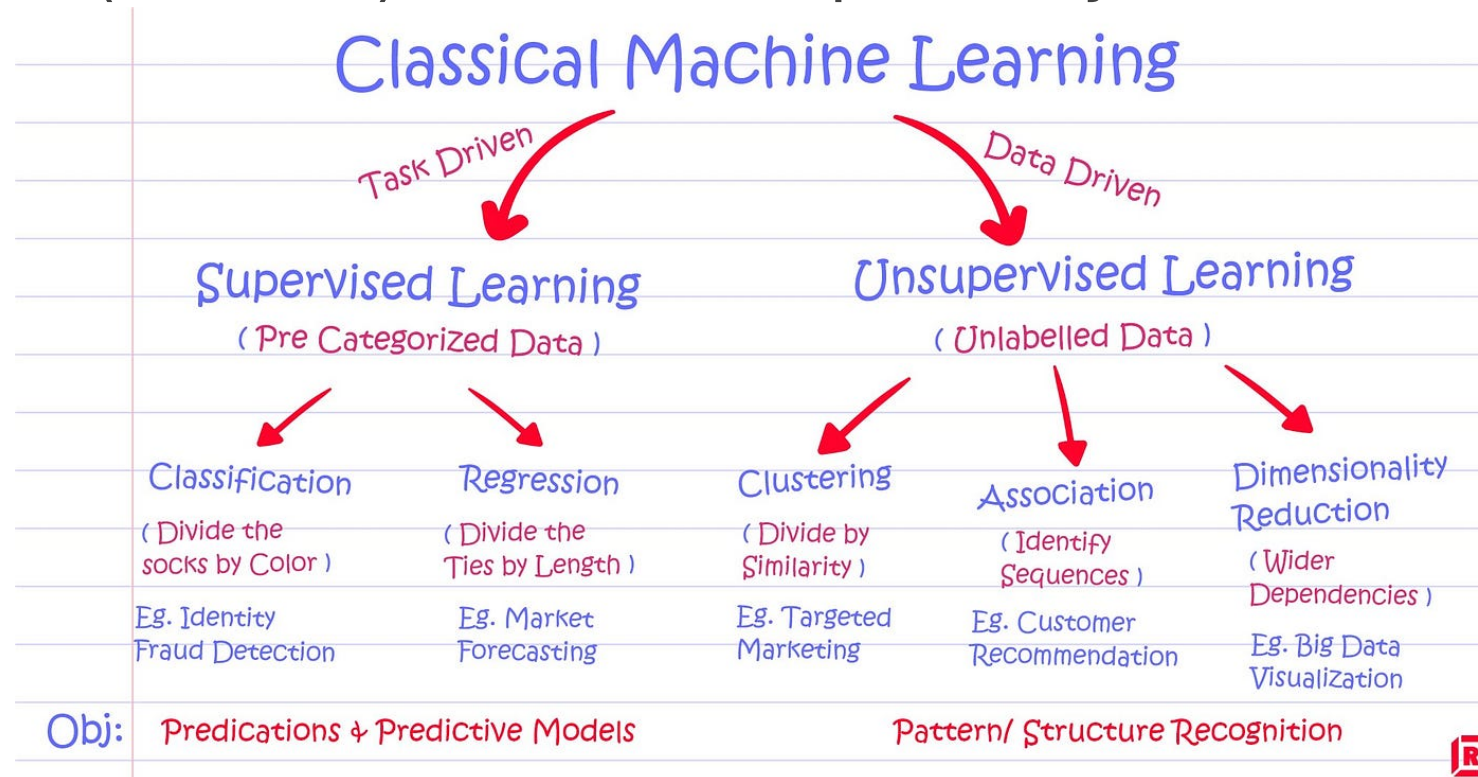 Classical Machine Learning
Task Driven
Data Driven
Supervised Learning
( Pre Categorized Data )
Unsupervised Learning
( Unlabelled Data )
Classification
( Divide the
socks by Color )
Eg. Identity
Fraud Detection
Regression
( Divide the
Ties by Length )
Eg. Market
Forecasting
Clustering
( Divide by
Similarity )
Eg. Targeted
Marketing
Association
( Identify
Sequences )
Eg. Customer
Recommendation
Dimensionality
Reduction
( Wider
Dependencies )
Eg. Big Data
Visualization
Obj: Predications & Predictive Models
Pattern/ Structure Recognition
R